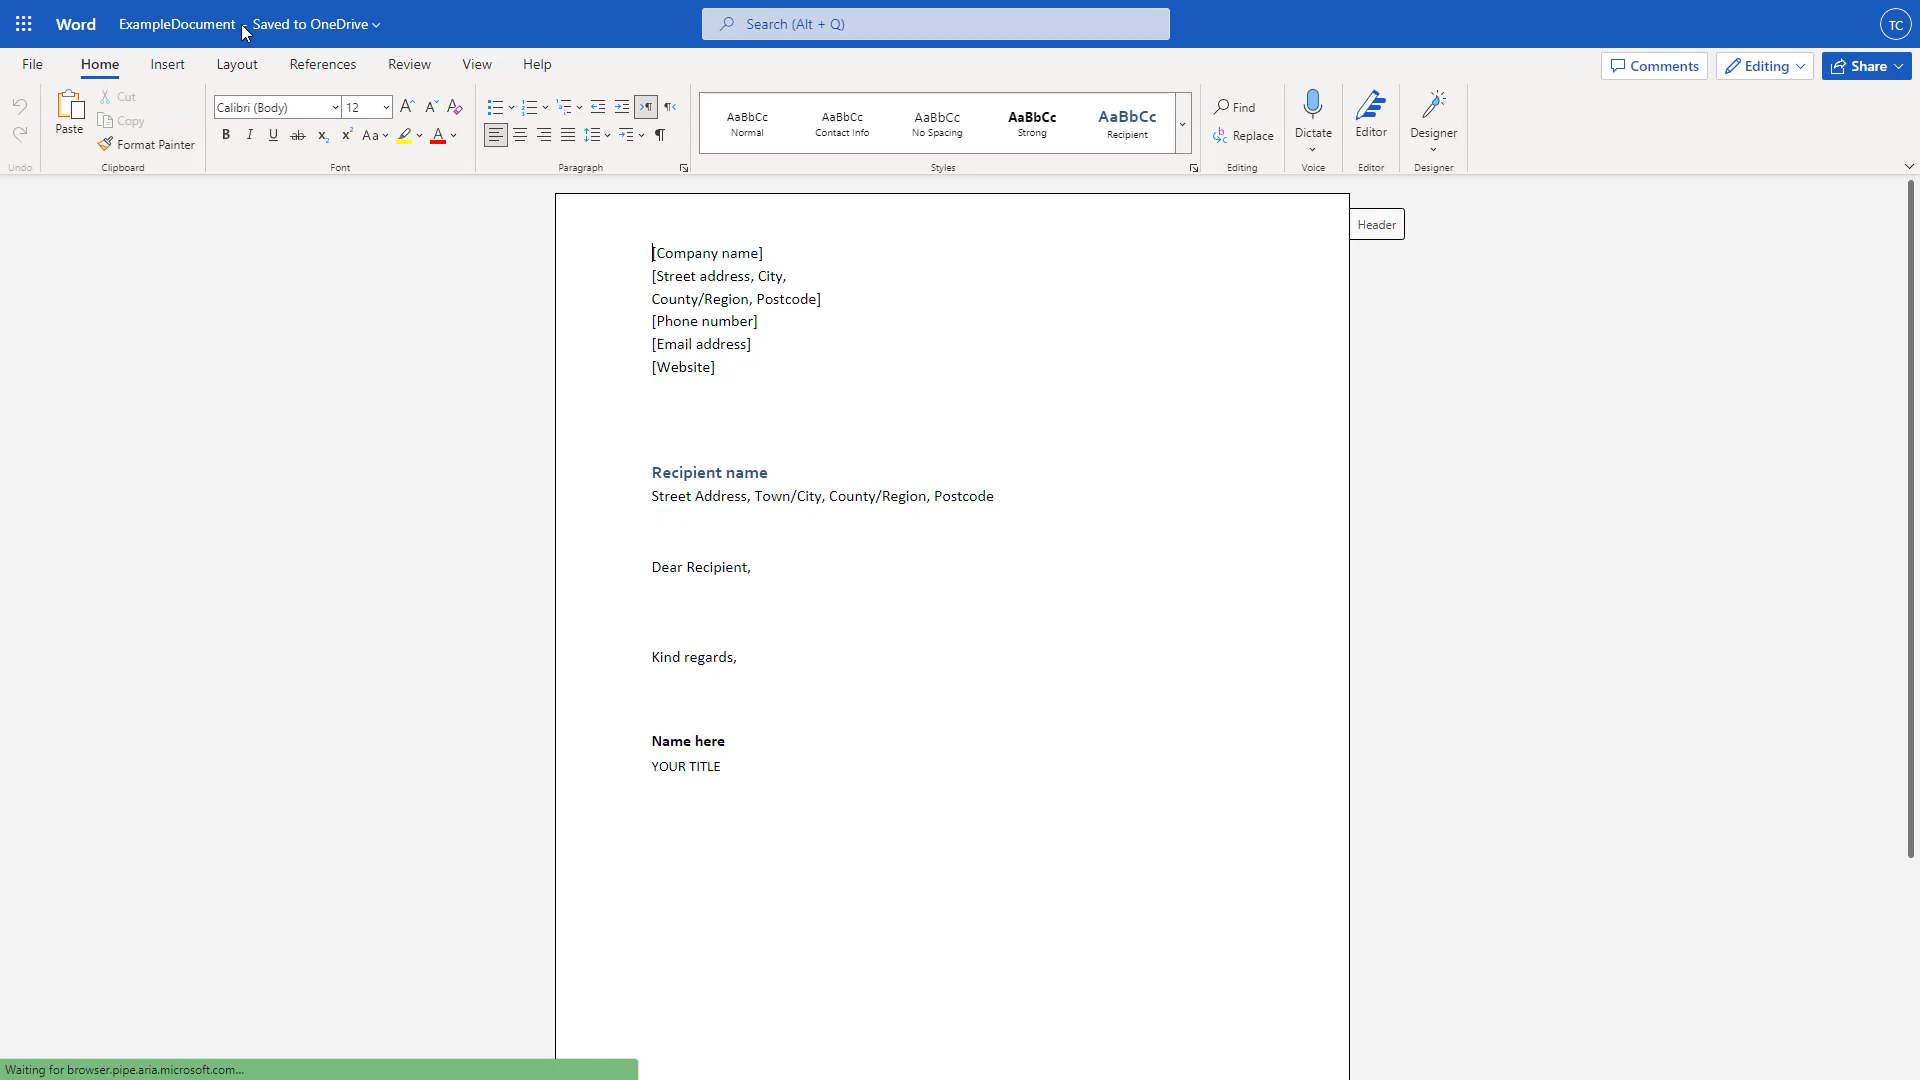 Word ExampleDocument - Saved to OneDrive
Search (Alt + Q)
TC
File Home Insert Layout References Review View Help
Comments Editing Share
Paste
Cut
Copy
Format Painter
Calibri (Body) 12
Find
Replace
Dictate
Editor
Designer
AaBbCc Normal
AaBbCc Contact Info
AaBbCc No Spacing
AaBbCc Strong
AaBbCc Recipient
Undo Clipboard Font Paragraph Styles Editing Voice Editor Designer
Header
[Company name]
[Street address, City,
County/Region, Postcode]
[Phone number]
[Email address]
[Website]
Recipient name
Street Address, Town/City, County/Region, Postcode
Dear Recipient,
Kind regards,
Name here
YOUR TITLE
Waiting for browser.pipe.aria.microsoft.com...